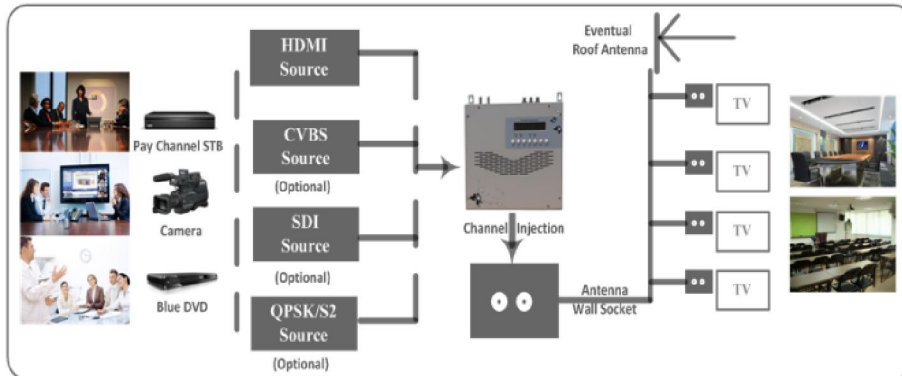 HDMI
Source
Pay Channel STB
CVBS
Source
(Optional)
Camera
SDI
Source
(Optional)
Blue DVD
QPSK/S2
Source
(Optional)
Channel Injection
Antenna
Wall Socket
Eventual
Roof Antenna
TV
TV
TV
TV